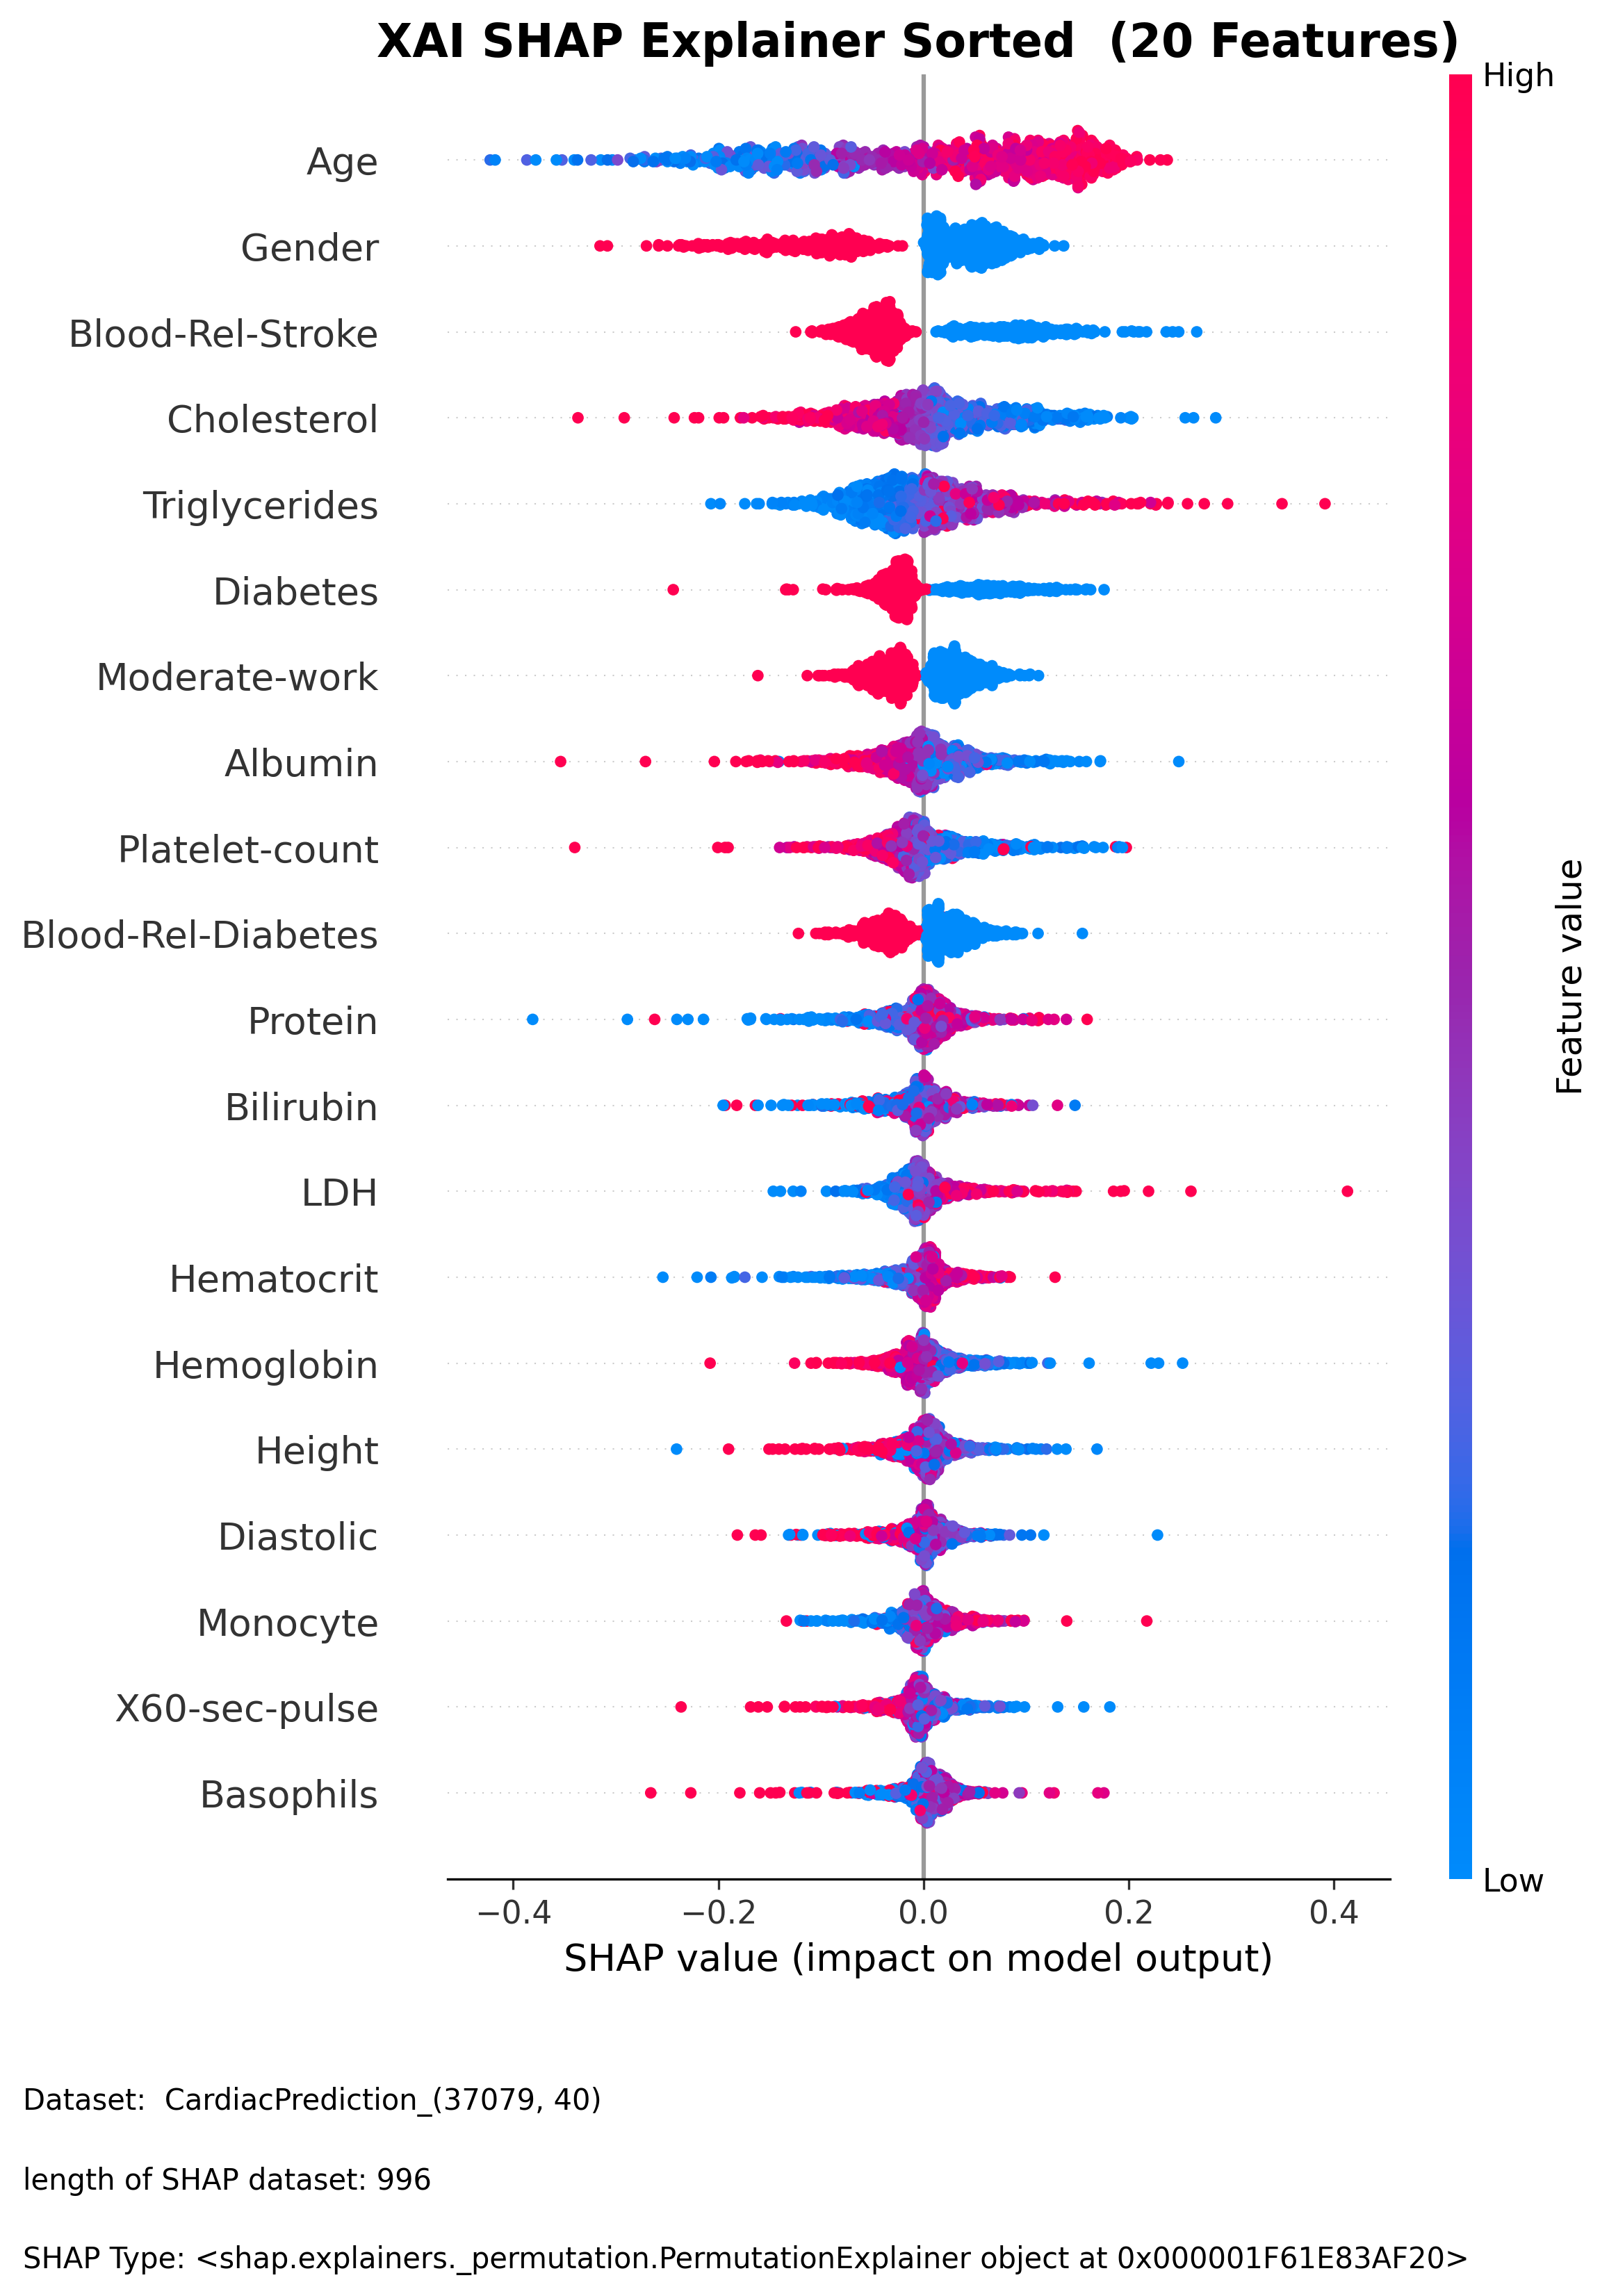 XAI SHAP Explainer Sorted  (20 Features)
High
Age
Gender
Blood-Rel-Stroke
Cholesterol
Triglycerides
Diabetes
Moderate-work
Albumin
Platelet-count
Blood-Rel-Diabetes
Protein
Bilirubin
LDH
Hematocrit
Hemoglobin
Height
Diastolic
Monocyte
X60-sec-pulse
Basophils
Feature value
Low
−0.4 −0.2 0.0 0.2 0.4
SHAP value (impact on model output)
Dataset:  CardiacPrediction_(37079, 40)
length of SHAP dataset: 996
SHAP Type: <shap.explainers._permutation.PermutationExplainer object at 0x000001F61E83AF20>